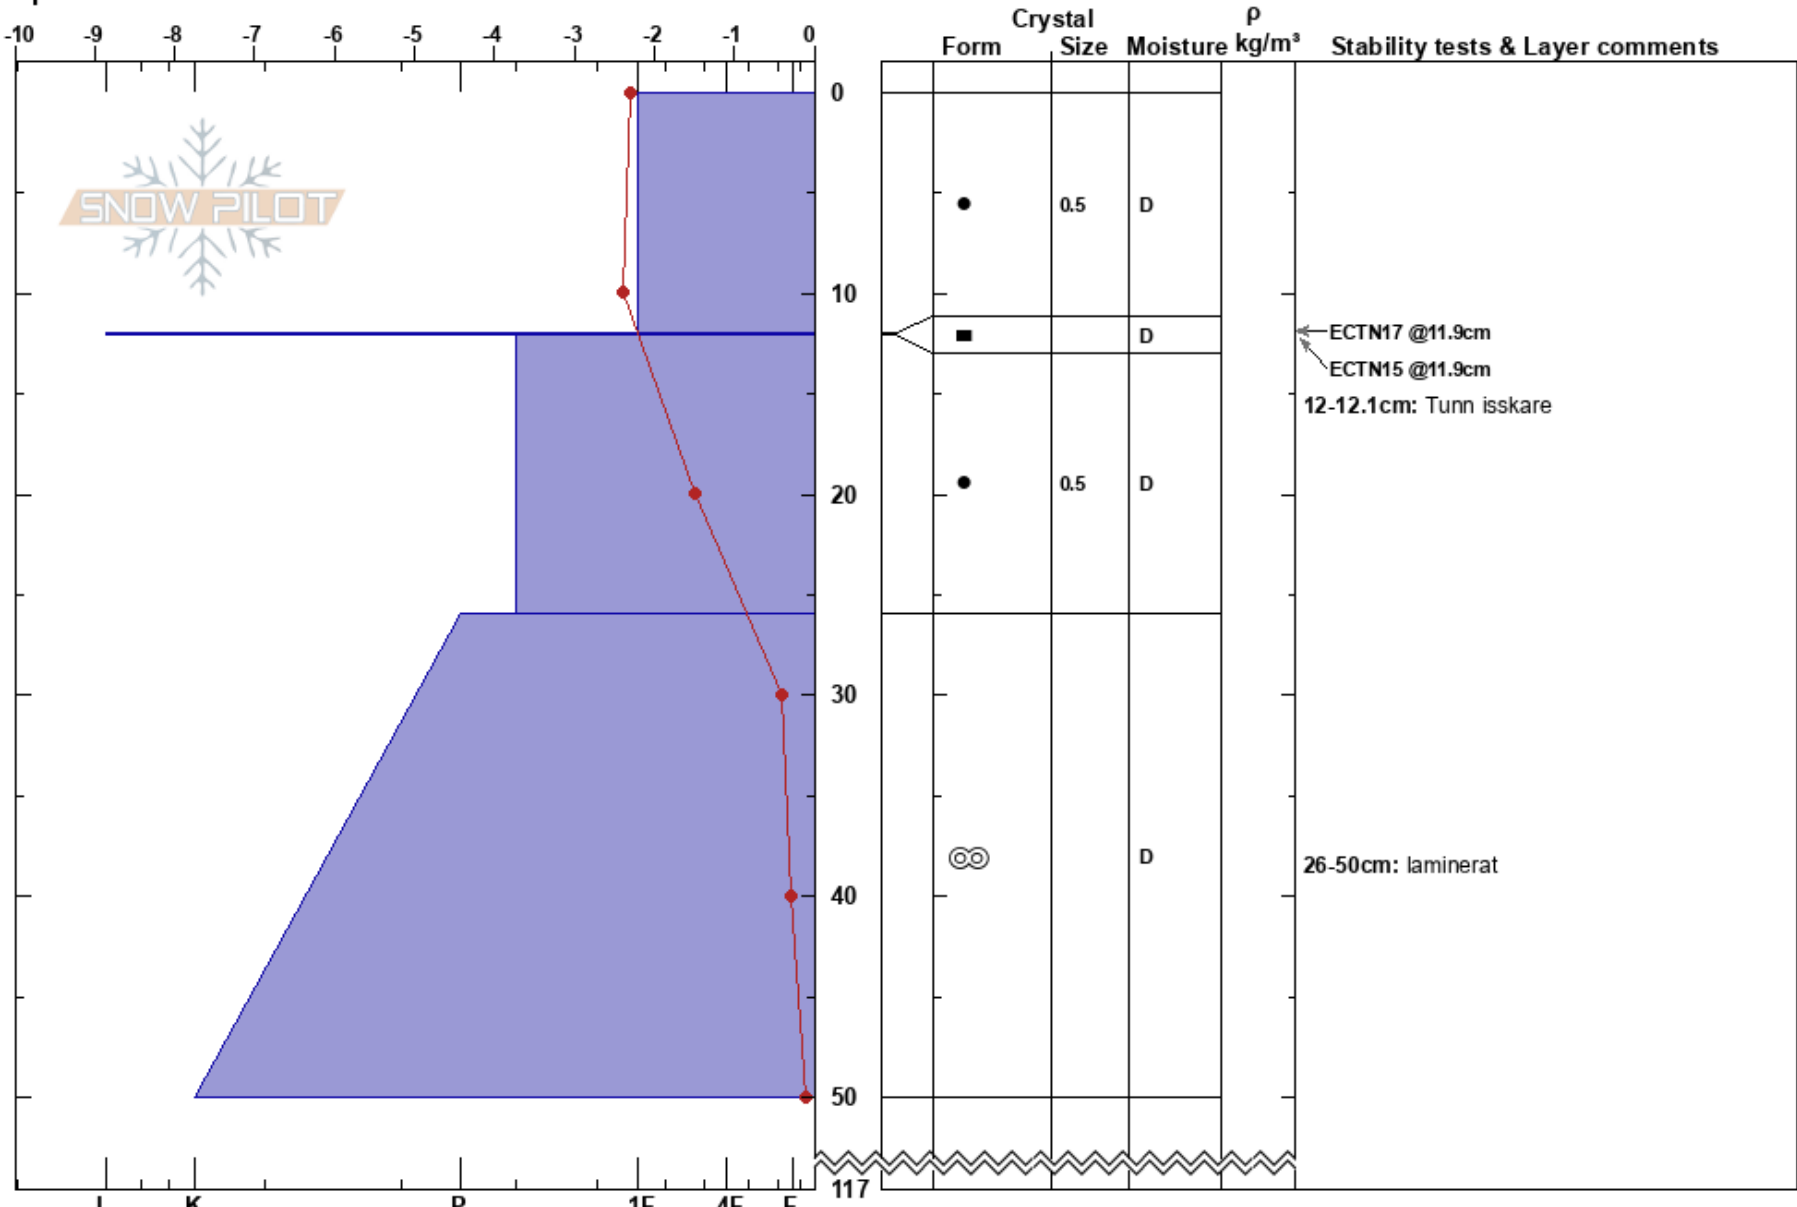 Crystal
ρ
-10 -9 -8 -7 -6 -5 -4 -3 -2 -1 0
Form Size Moisture kg/m³ Stability tests & Layer comments
0
SNOW PILOT
0.5 D
10
D
ECTN17 @11.9cm
ECTN15 @11.9cm
12-12.1cm: Tunn isskare
0.5 D
20
30
D
26-50cm: laminerat
40
50
117
I K P 1F 4F F